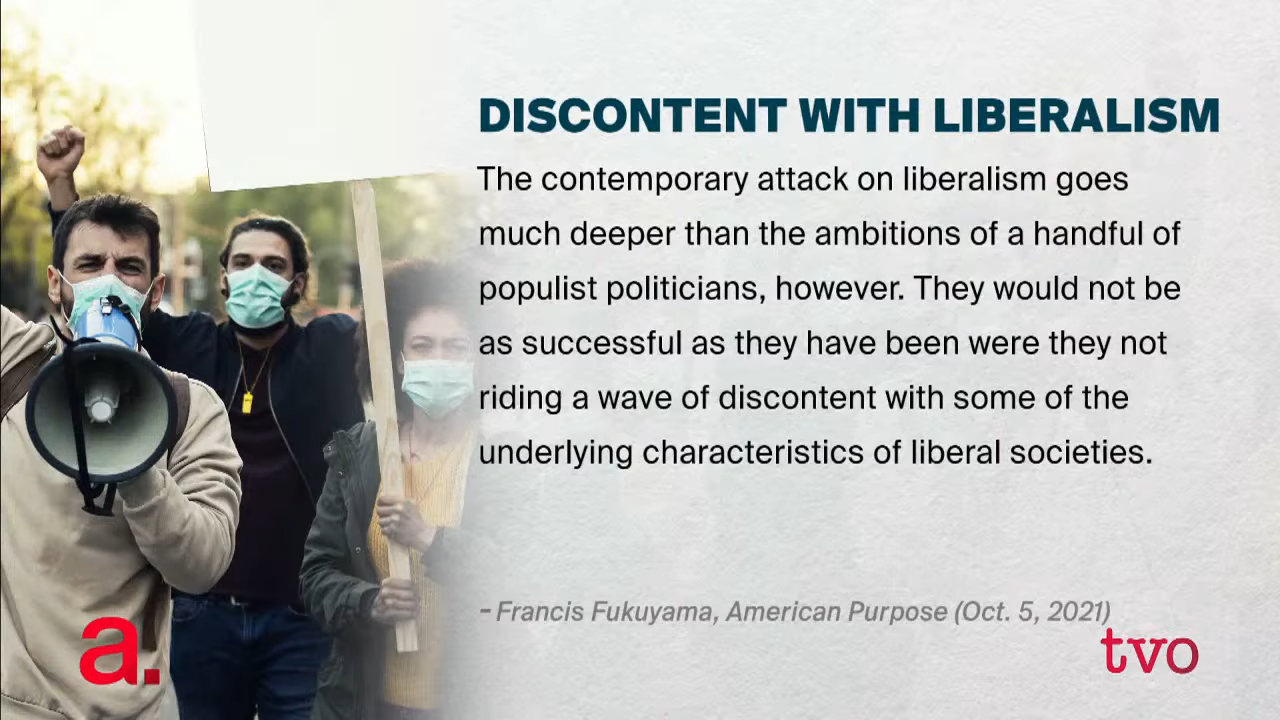 DISCONTENT WITH LIBERALISM
The contemporary attack on liberalism goes
much deeper than the ambitions of a handful of
populist politicians, however. They would not be
as successful as they have been were they not
riding a wave of discontent with some of the
underlying characteristics of liberal societies.
– Francis Fukuyama, American Purpose (Oct. 5, 2021)
a.
tvo